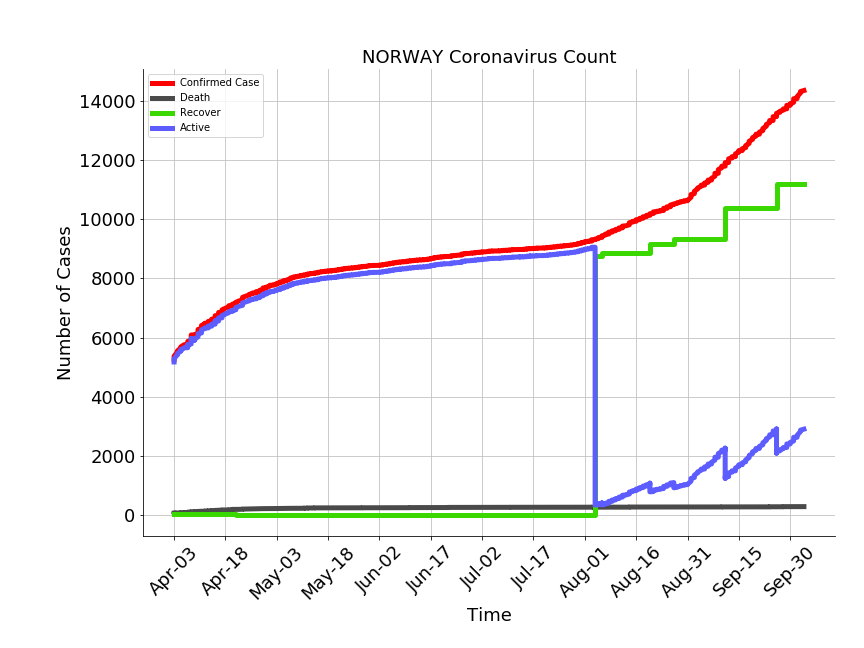 NORWAY Coronavirus Count
Confirmed Case
Death
Recover
Active
14000
12000
10000
8000
6000
4000
2000
0
Number of Cases
Apr-03
Apr-18
May-03
May-18
Jun-02
Jun-17
Jul-02
Jul-17
Aug-01
Aug-16
Aug-31
Sep-15
Sep-30
Time